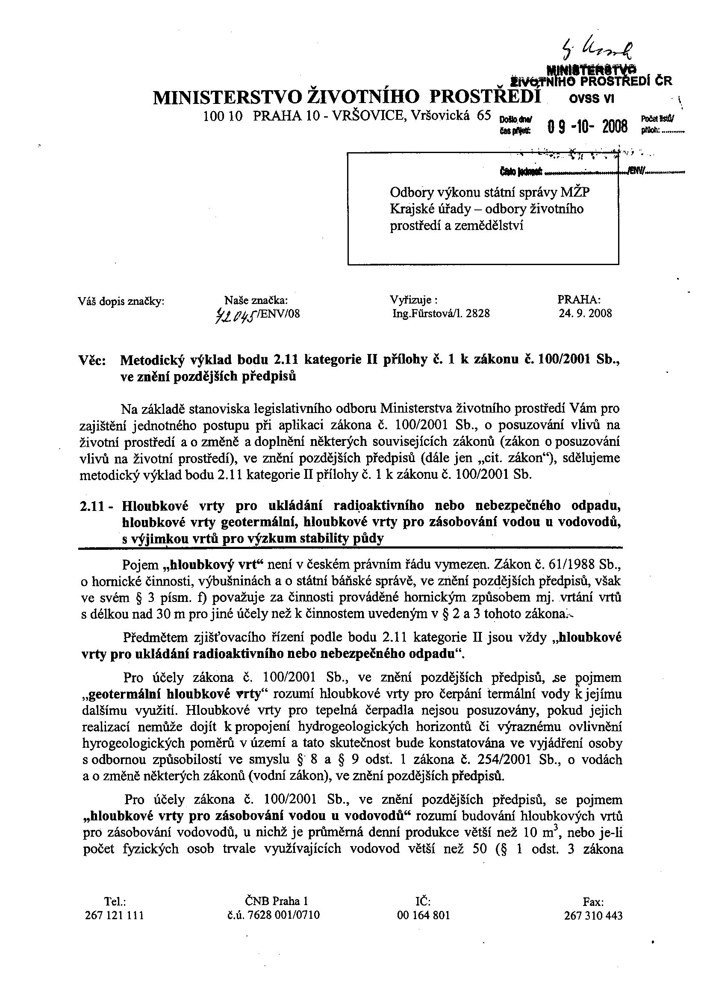 MINISTERSTVO
ŽIVOTNÍHO PROSTŘEDÍ ČR
MINISTERSTVO ŽIVOTNÍHO PROSTŘEDÍ
OVSS VI
100 10 PRAHA 10 - VRŠOVICE, Vršovická 65
Došlo dne/
čas přijetí:
09 -10- 2008
Počet listů/
příloh: ............
Číslo jednací: ............/ENV/............
Odbory výkonu státní správy MŽP
Krajské úřady – odbory životního
prostředí a zemědělství
Váš dopis značky: Naše značka: Vyřizuje : PRAHA:
72045/ENV/08 Ing.Fürstová/l. 2828 24. 9. 2008
Věc: Metodický výklad bodu 2.11 kategorie II přílohy č. 1 k zákonu č. 100/2001 Sb.,
ve znění pozdějších předpisů
Na základě stanoviska legislativního odboru Ministerstva životního prostředí Vám pro
zajištění jednotného postupu při aplikaci zákona č. 100/2001 Sb., o posuzování vlivů na
životní prostředí a o změně a doplnění některých souvisejících zákonů (zákon o posuzování
vlivů na životní prostředí), ve znění pozdějších předpisů (dále jen „cit. zákon“), sdělujeme
metodický výklad bodu 2.11 kategorie II přílohy č. 1 k zákonu č. 100/2001 Sb.
2.11 - Hloubkové vrty pro ukládání radioaktivního nebo nebezpečného odpadu,
hloubkové vrty geotermální, hloubkové vrty pro zásobování vodou u vodovodů,
s výjimkou vrtů pro výzkum stability půdy
Pojem „hloubkový vrt“ není v českém právním řádu vymezen. Zákon č. 61/1988 Sb.,
o hornické činnosti, výbušninách a o státní báňské správě, ve znění pozdějších předpisů, však
ve svém § 3 písm. f) považuje za činnosti prováděné hornickým způsobem mj. vrtání vrtů
s délkou nad 30 m pro jiné účely než k činnostem uvedeným v § 2 a 3 tohoto zákona.
Předmětem zjišťovacího řízení podle bodu 2.11 kategorie II jsou vždy „hloubkové
vrty pro ukládání radioaktivního nebo nebezpečného odpadu“.
Pro účely zákona č. 100/2001 Sb., ve znění pozdějších předpisů, se pojmem
„geotermální hloubkové vrty“ rozumí hloubkové vrty pro čerpání termální vody k jejímu
dalšímu využití. Hloubkové vrty pro tepelná čerpadla nejsou posuzovány, pokud jejich
realizací nemůže dojít k propojení hydrogeologických horizontů či výraznému ovlivnění
hyrogeologických poměrů v území a tato skutečnost bude konstatována ve vyjádření osoby
s odbornou způsobilostí ve smyslu § 8 a § 9 odst. 1 zákona č. 254/2001 Sb., o vodách
a o změně některých zákonů (vodní zákon), ve znění pozdějších předpisů.
Pro účely zákona č. 100/2001 Sb., ve znění pozdějších předpisů, se pojmem
„hloubkové vrty pro zásobování vodou u vodovodů“ rozumí budování hloubkových vrtů
pro zásobování vodovodů, u nichž je průměrná denní produkce větší než 10 m³, nebo je-li
počet fyzických osob trvale využívajících vodovod větší než 50 (§ 1 odst. 3 zákona
Tel.: ČNB Praha 1 IČ: Fax:
267 121 111 č.ú. 7628 001/0710 00 164 801 267 310 443